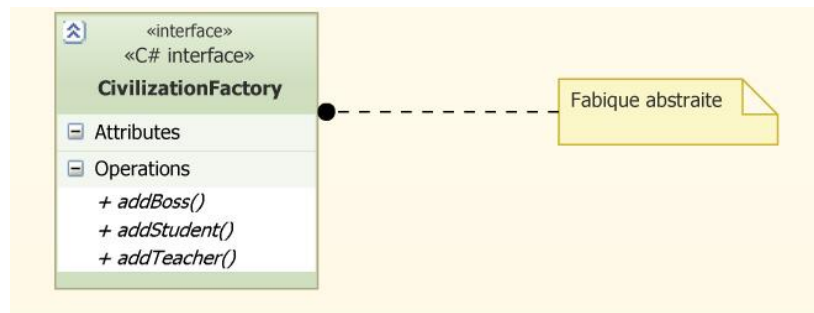 «interface»
«C# interface»
CivilizationFactory
Attributes
Operations
+ addBoss()
+ addStudent()
+ addTeacher()
Fabique abstraite